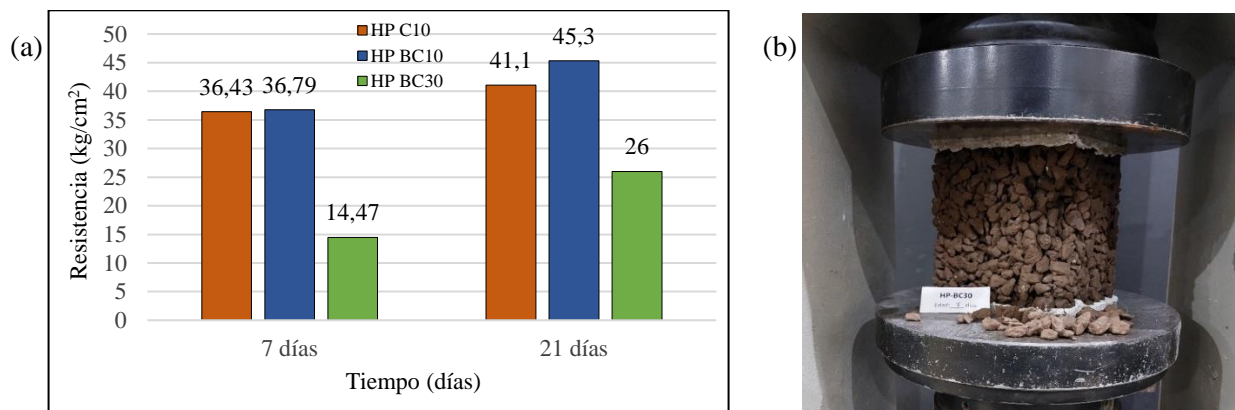 (a)
50
45
40
35
30
25
20
15
10
5
0
Resistencia (kg/cm²)
HP C10
HP BC10
HP BC30
36,43
36,79
14,47
41,1
45,3
26
7 días
21 días
Tiempo (días)
(b)
HP-BC30